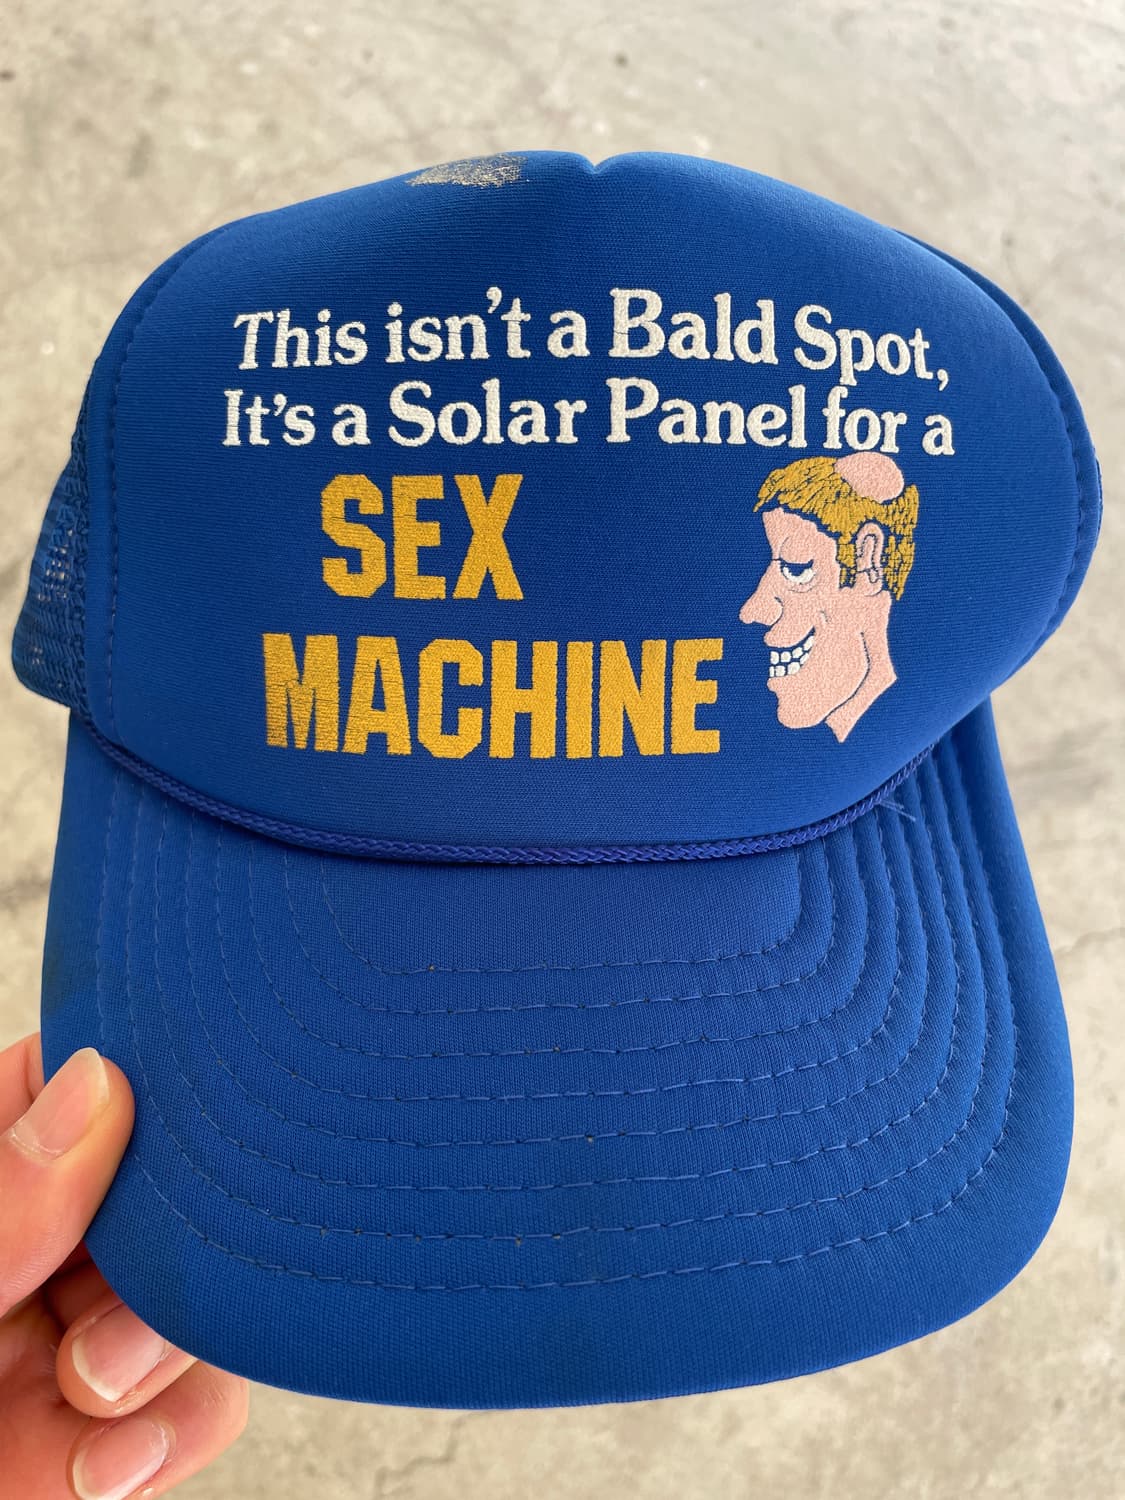 This isn't a Bald Spot,
It's a Solar Panel for a
SEX
MACHINE